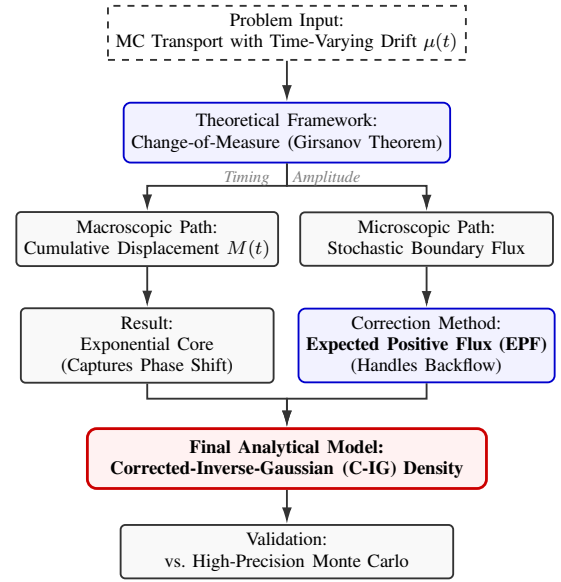 Problem Input:
MC Transport with Time-Varying Drift μ(t)
Theoretical Framework:
Change-of-Measure (Girsanov Theorem)
Timing
Amplitude
Macroscopic Path:
Cumulative Displacement M(t)
Microscopic Path:
Stochastic Boundary Flux
Result:
Exponential Core
(Captures Phase Shift)
Correction Method:
Expected Positive Flux (EPF)
(Handles Backflow)
Final Analytical Model:
Corrected-Inverse-Gaussian (C-IG) Density
Validation:
vs. High-Precision Monte Carlo